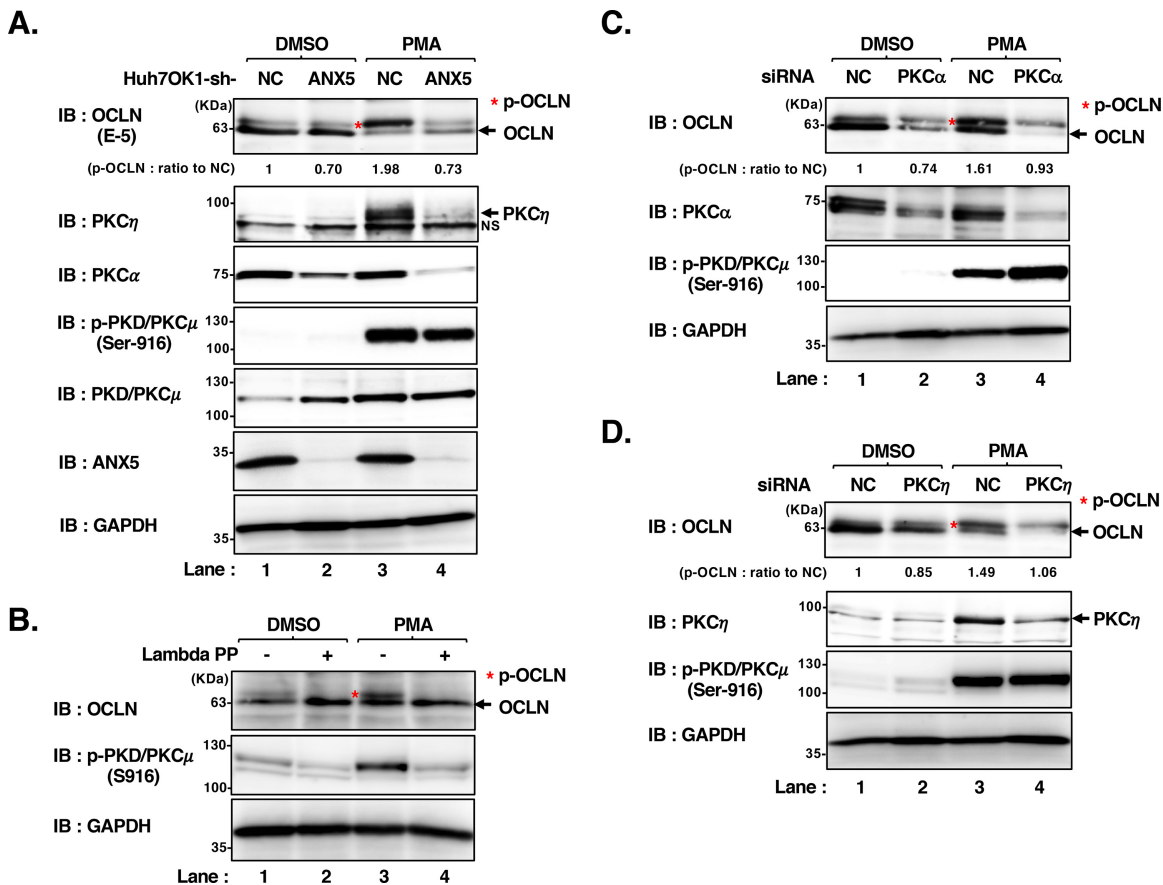 A.
DMSO PMA
Huh7OK1-sh- NC ANX5 NC ANX5
(KDa)
* p-OCLN
IB : OCLN
(E-5)
63
*
OCLN
(p-OCLN : ratio to NC) 1 0.70 1.98 0.73
100
IB : PKCη
PKCη
NS
IB : PKCα 75
130
IB : p-PKD/PKCμ
(Ser-916)
100
130
IB : PKD/PKCμ
100
35
IB : ANX5
IB : GAPDH
35
Lane : 1 2 3 4
B.
DMSO PMA
Lambda PP - + - +
(KDa)
* p-OCLN
IB : OCLN 63 * OCLN
130
IB : p-PKD/PKCμ
(S916)
100
IB : GAPDH
35
Lane : 1 2 3 4
C.
DMSO PMA
siRNA NC PKCα NC PKCα
(KDa)
* p-OCLN
IB : OCLN 63 *
OCLN
(p-OCLN : ratio to NC) 1 0.74 1.61 0.93
75
IB : PKCα
130
IB : p-PKD/PKCμ
(Ser-916)
100
IB : GAPDH
35
Lane : 1 2 3 4
D.
DMSO PMA
siRNA NC PKCη NC PKCη
* p-OCLN
(KDa)
IB : OCLN 63 * OCLN
(p-OCLN : ratio to NC) 1 0.85 1.49 1.06
100
IB : PKCη PKCη
130
IB : p-PKD/PKCμ
(Ser-916)
100
IB : GAPDH
35
Lane : 1 2 3 4